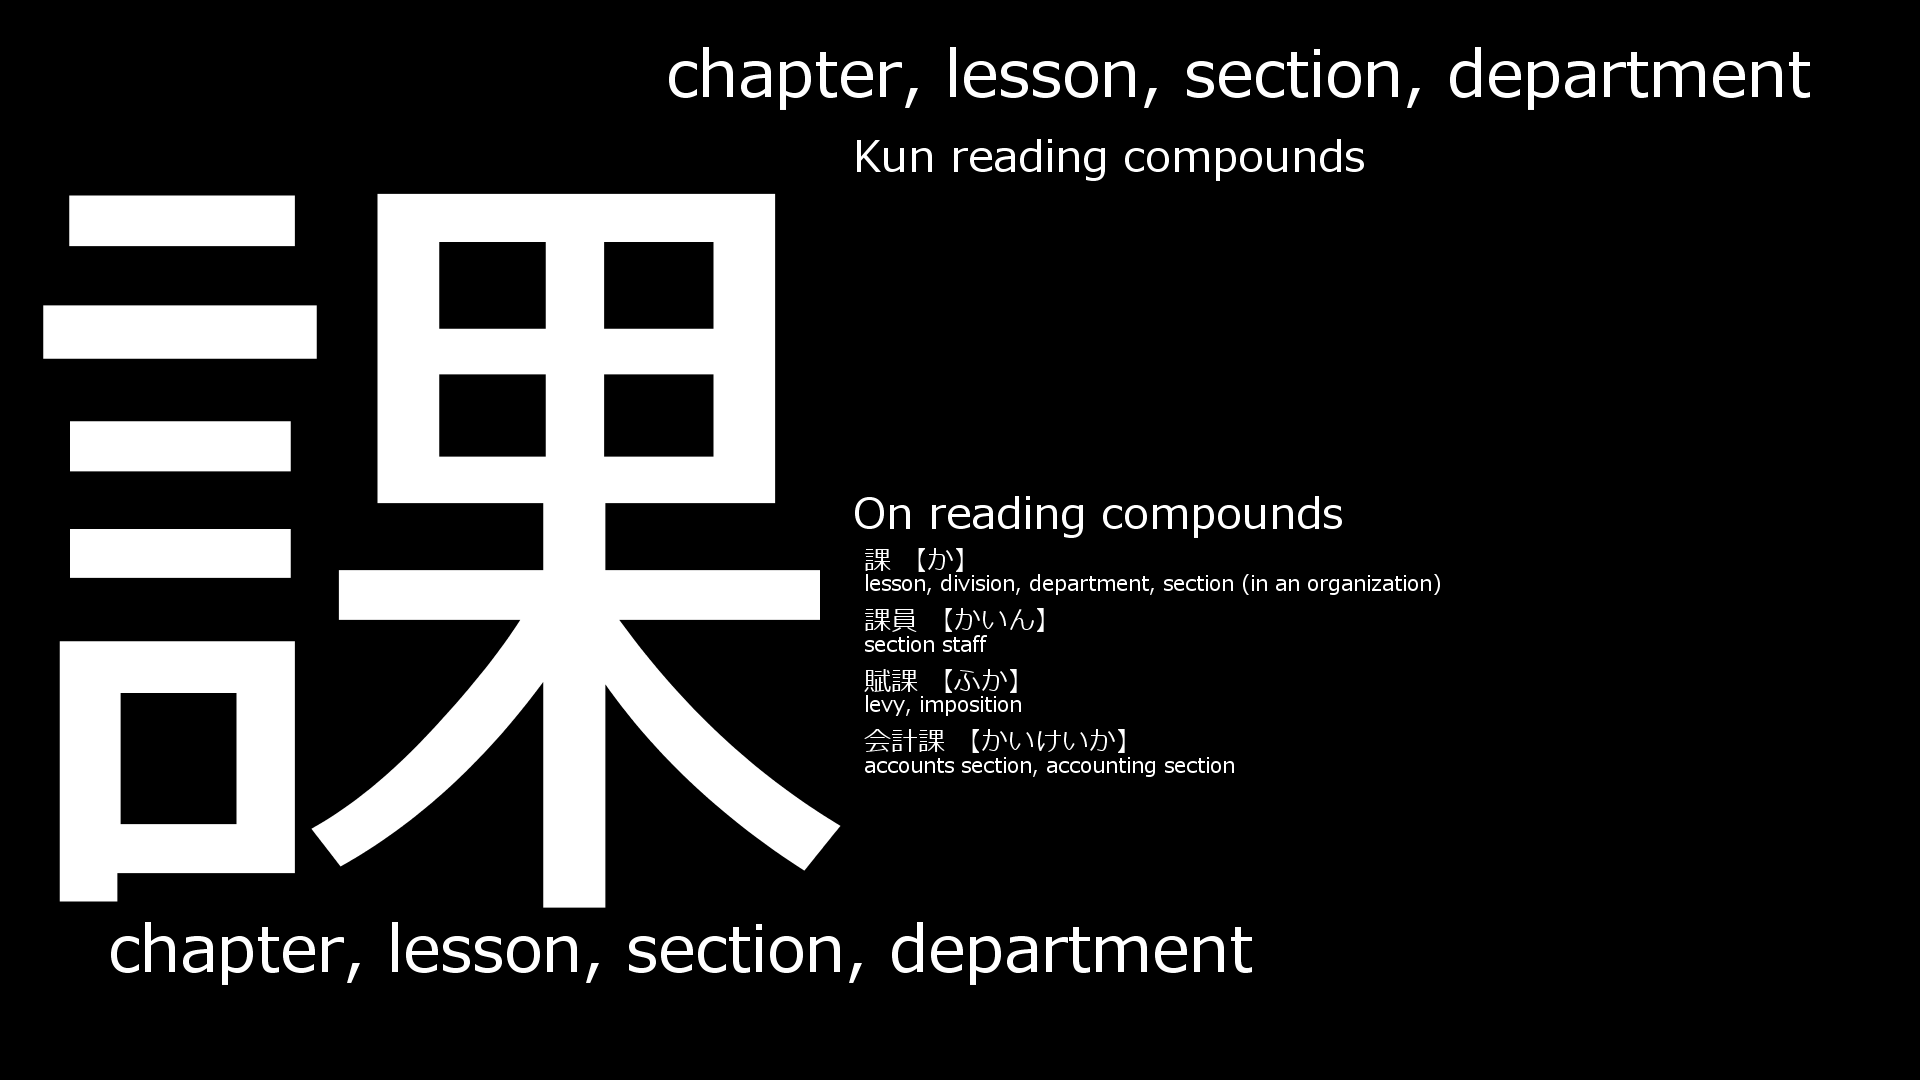 chapter, lesson, section, department
Kun reading compounds
課
On reading compounds
課 【か】
lesson, division, department, section (in an organization)
課員 【かいん】
section staff
賦課 【ふか】
levy, imposition
会計課 【かいけいか】
accounts section, accounting section
chapter, lesson, section, department